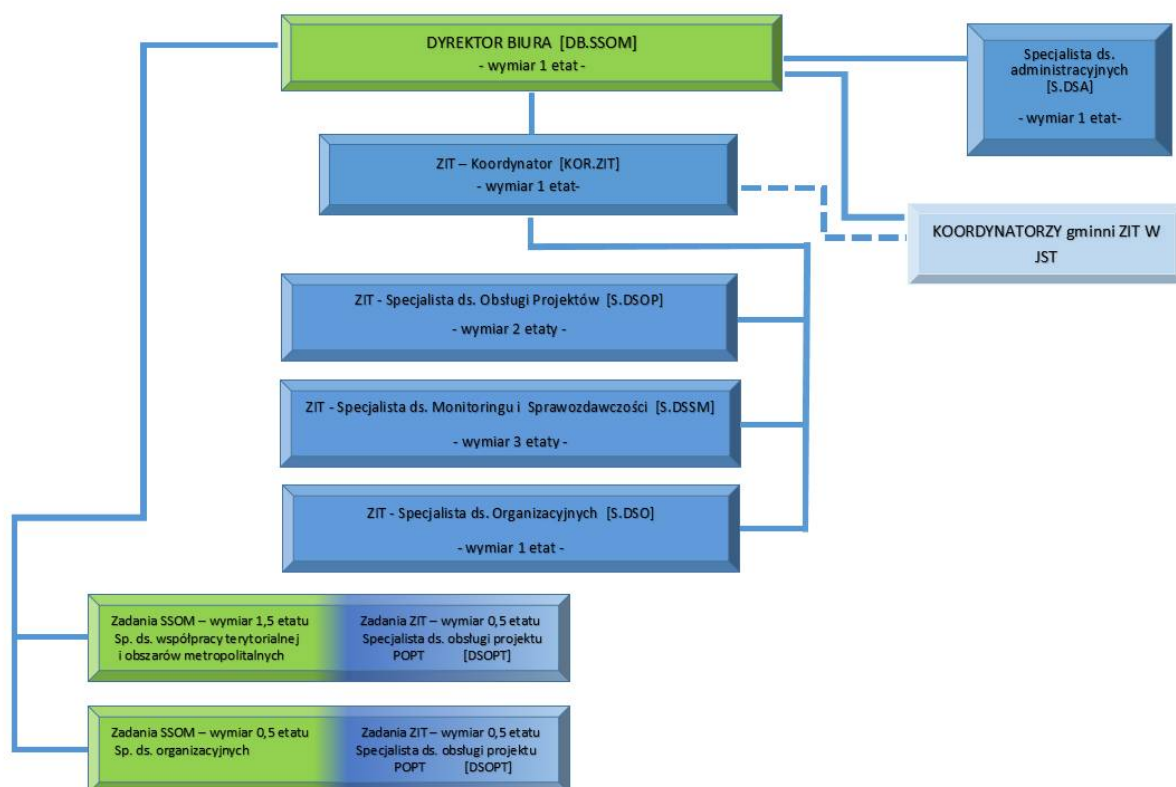 DYREKTOR BIURA [DB.SSOM]
- wymiar 1 etat -
Specjalista ds.
administracyjnych
[S.DSA]
- wymiar 1 etat-
ZIT – Koordynator [KOR.ZIT]
- wymiar 1 etat-
KOORDYNATORZY gminni ZIT W
JST
ZIT - Specjalista ds. Obsługi Projektów [S.DSOP]
- wymiar 2 etaty -
ZIT - Specjalista ds. Monitoringu i Sprawozdawczości [S.DSSM]
- wymiar 3 etaty -
ZIT - Specjalista ds. Organizacyjnych [S.DSO]
- wymiar 1 etat -
Zadania SSOM – wymiar 1,5 etatu
Sp. ds. współpracy terytorialnej
i obszarów metropolitalnych
Zadania ZIT – wymiar 0,5 etatu
Specjalista ds. obsługi projektu
POPT [DSOPT]
Zadania SSOM – wymiar 0,5 etatu
Sp. ds. organizacyjnych
Zadania ZIT – wymiar 0,5 etatu
Specjalista ds. obsługi projektu
POPT [DSOPT]